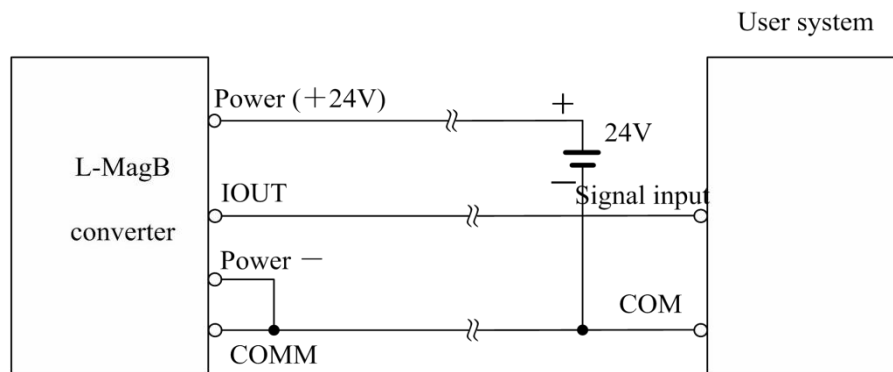 User system
Power (+24V)
+
24V
L-MagB
converter
IOUT
−
Signal input
Power −
COM
COMM